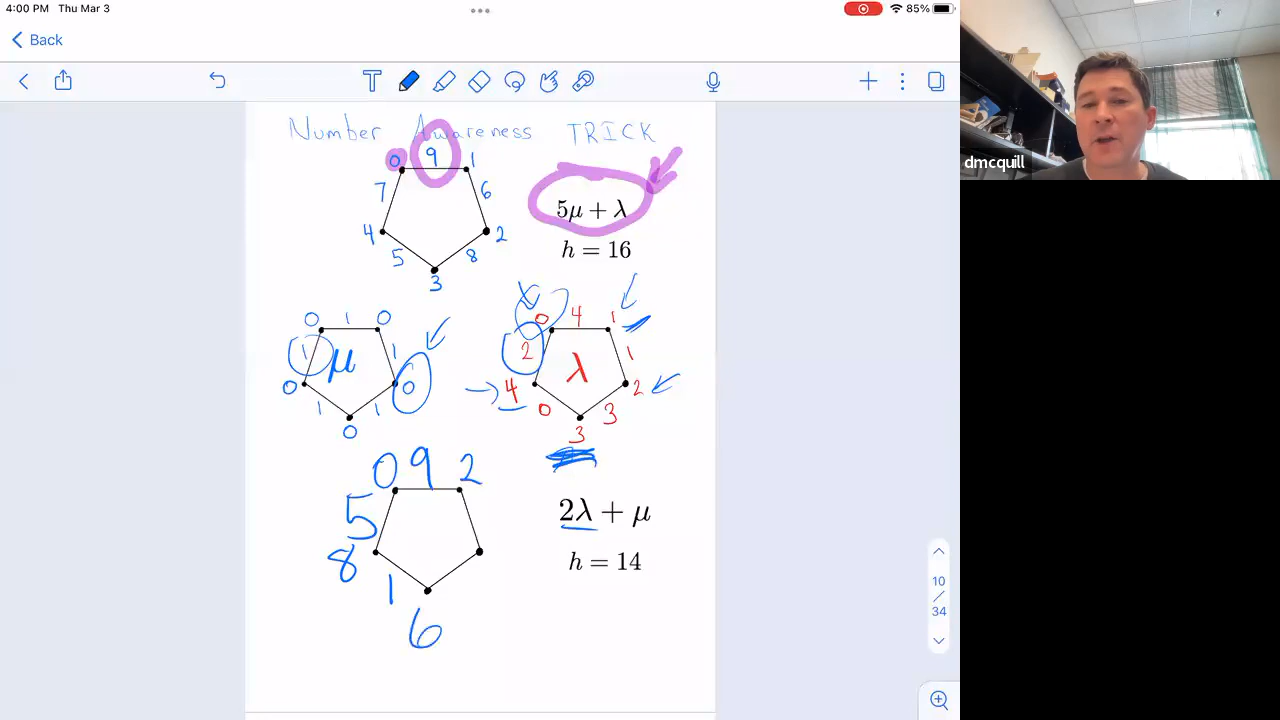 4:00 PM Thu Mar 3
85%
Back
T
Number Awareness TRICK
0 9 1
7 6
4 2
5 8
3
5μ + λ
h = 16
0 1 0
1 μ 1
0 0
1 1
0
0 4 1
2 λ 1
4 2
0 3
3
0 9 2
5
8
1
6
2λ + μ
h = 14
10
/
34
dmcquill